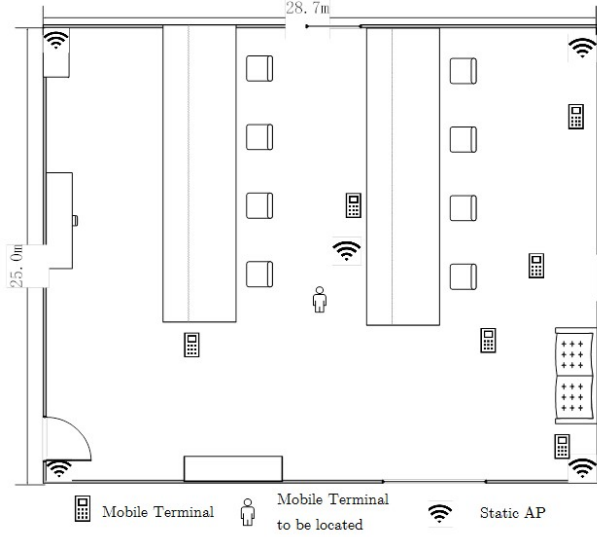 28.7m
25.0m
Mobile Terminal
Mobile Terminal
to be located
Static AP